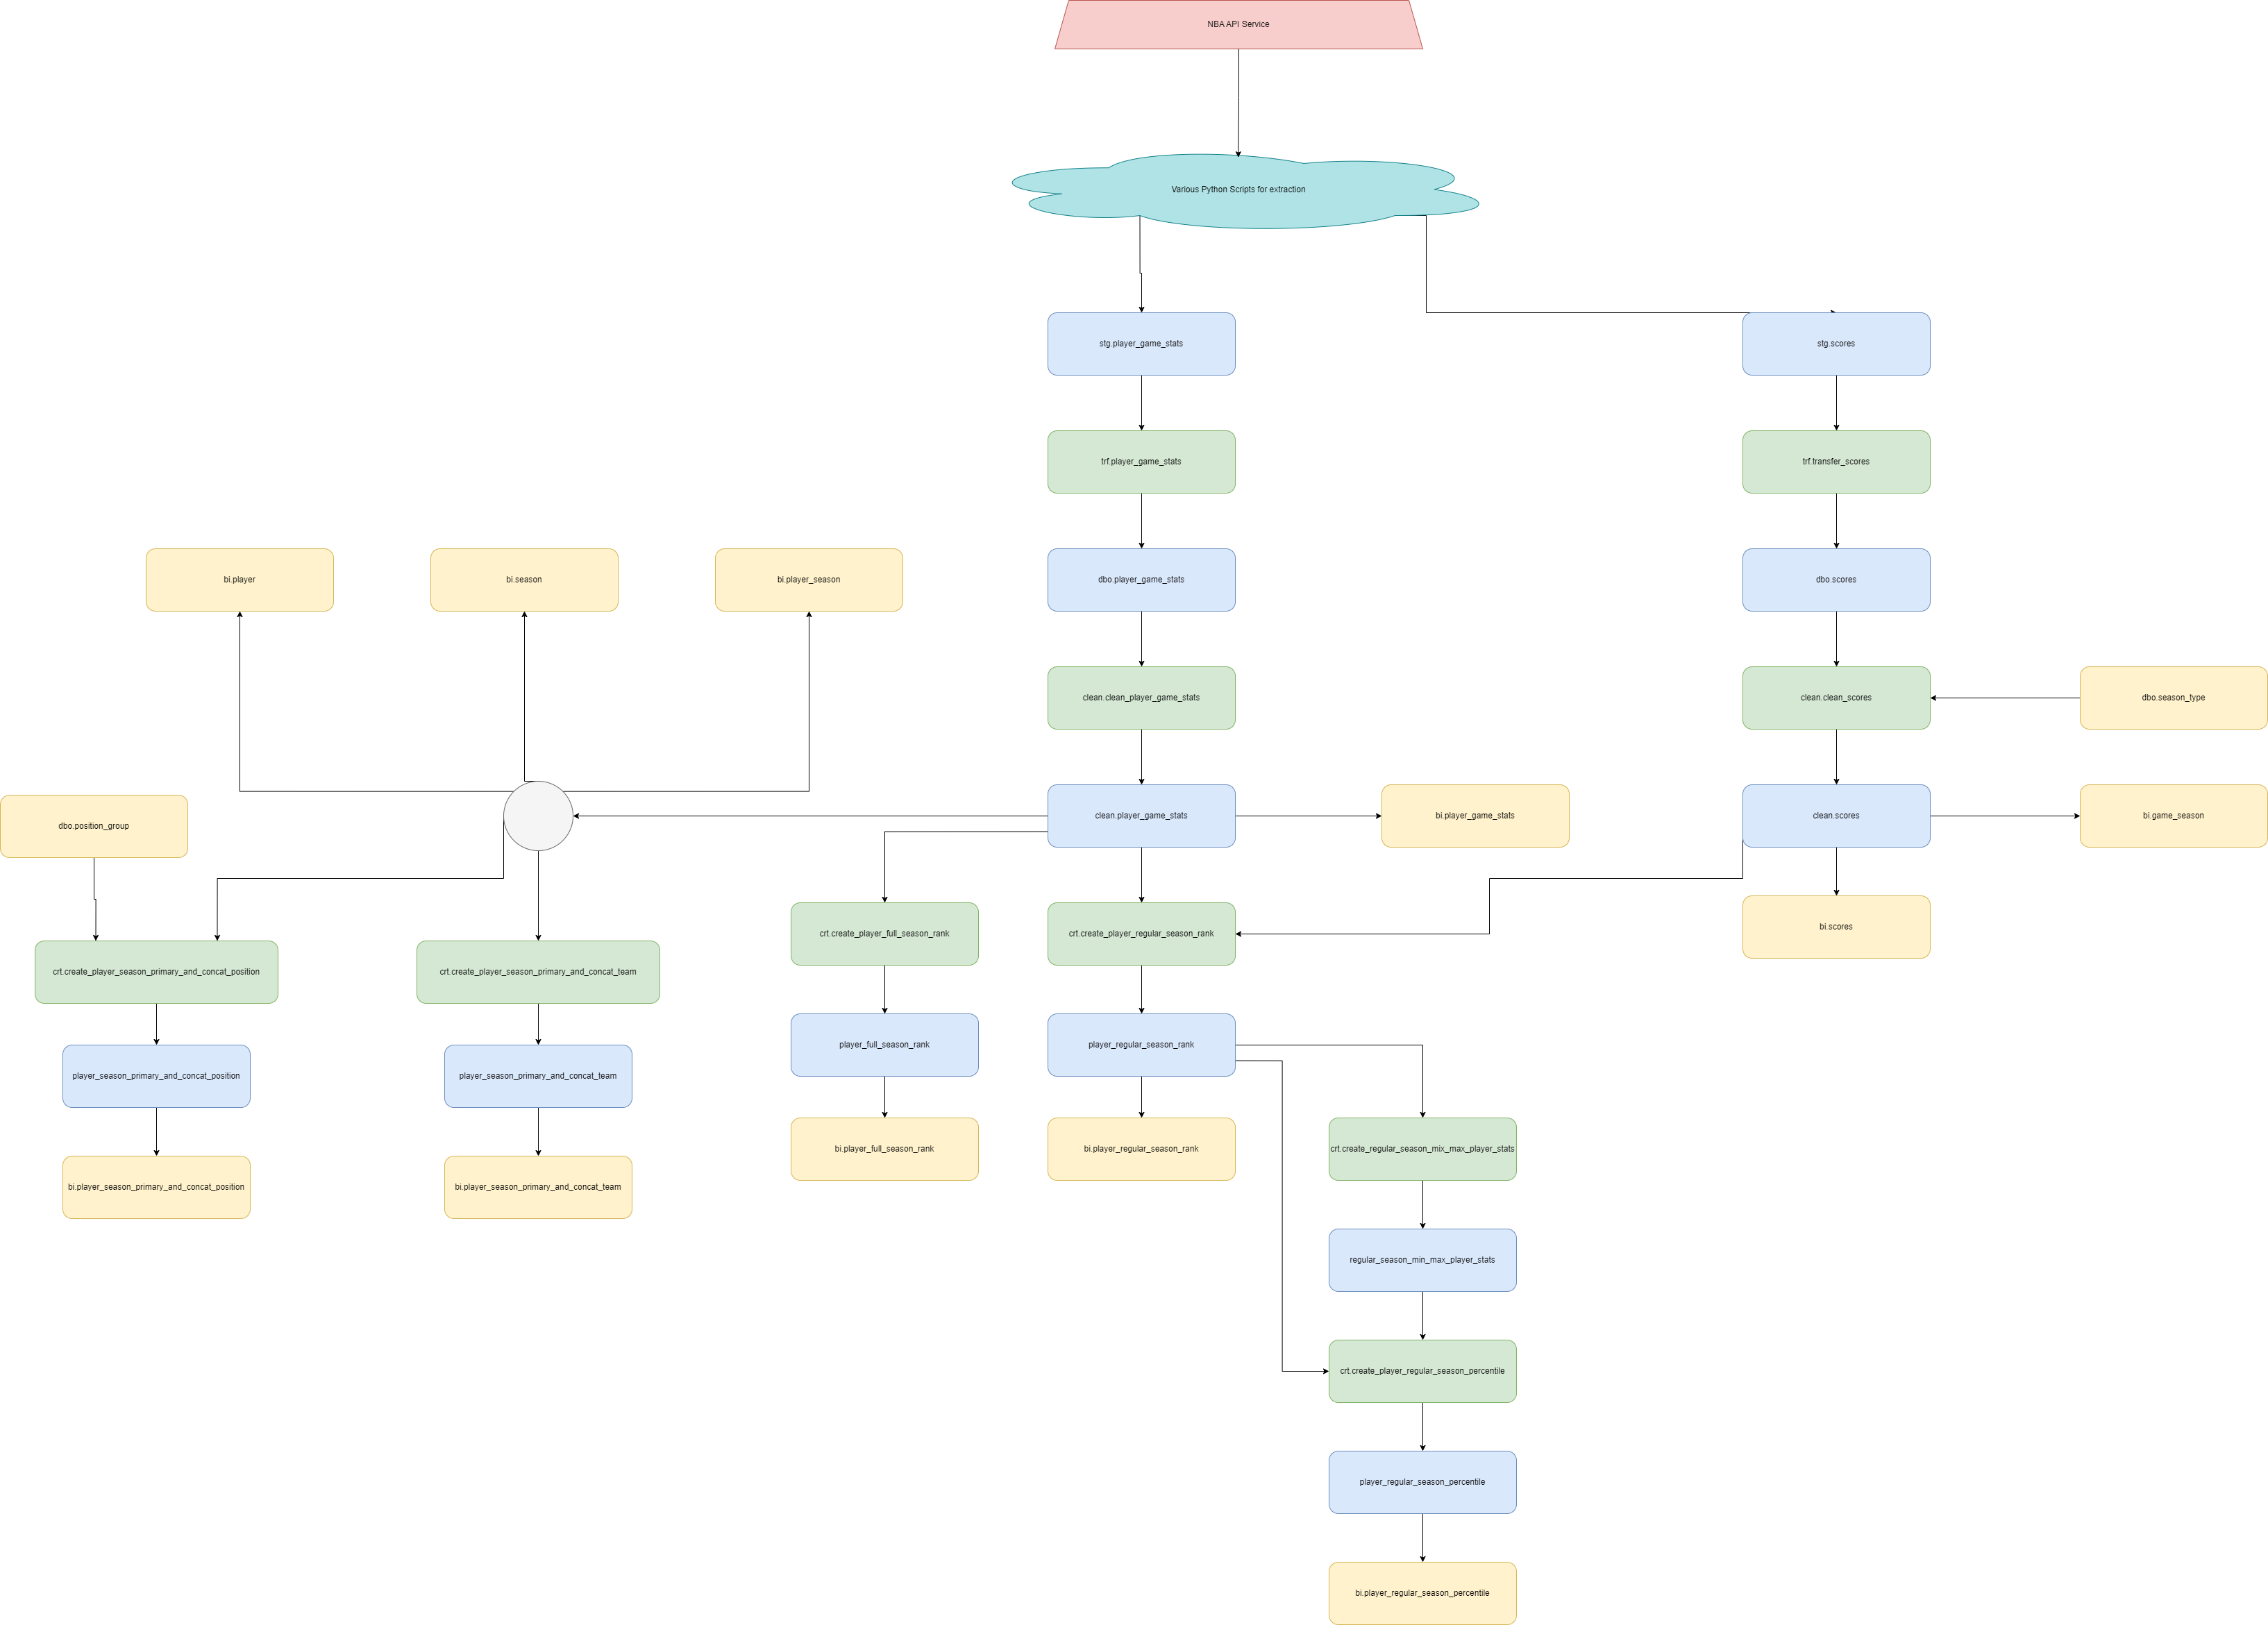 NBA API Service
Various Python Scripts for extraction
stg.player_game_stats
stg.scores
trf.player_game_stats
trf.transfer_scores
bi.player
bi.season
bi.player_season
dbo.player_game_stats
dbo.scores
clean.clean_player_game_stats
clean.clean_scores
dbo.season_type
dbo.position_group
clean.player_game_stats
bi.player_game_stats
clean.scores
bi.game_season
crt.create_player_full_season_rank
crt.create_player_regular_season_rank
bi.scores
crt.create_player_season_primary_and_concat_position
crt.create_player_season_primary_and_concat_team
player_full_season_rank
player_regular_season_rank
player_season_primary_and_concat_position
player_season_primary_and_concat_team
bi.player_full_season_rank
bi.player_regular_season_rank
crt.create_regular_season_mix_max_player_stats
bi.player_season_primary_and_concat_position
bi.player_season_primary_and_concat_team
regular_season_min_max_player_stats
crt.create_player_regular_season_percentile
player_regular_season_percentile
bi.player_regular_season_percentile